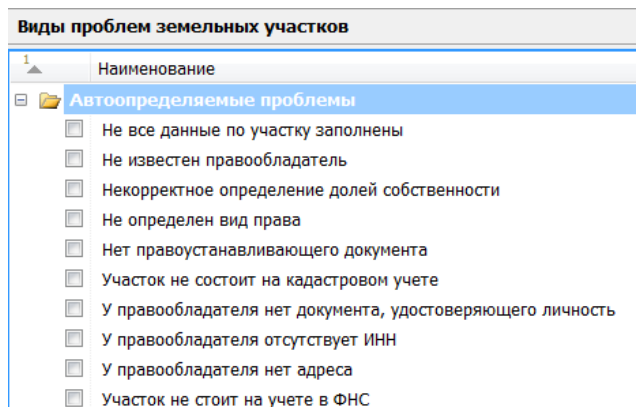 Виды проблем земельных участков
1
Наименование
Автоопределяемые проблемы
Не все данные по участку заполнены
Не известен правообладатель
Некорректное определение долей собственности
Не определен вид права
Нет правоустанавливающего документа
Участок не состоит на кадастровом учете
У правообладателя нет документа, удостоверяющего личность
У правообладателя отсутствует ИНН
У правообладателя нет адреса
Участок не стоит на учете в ФНС